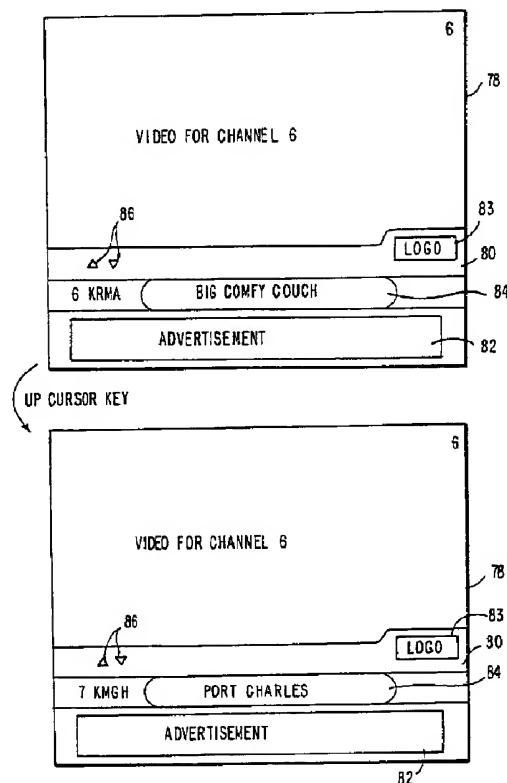 6
78
VIDEO FOR CHANNEL 6
86
83
LOGO
80
6 KRMA BIG COMFY COUCH
84
ADVERTISEMENT
82
UP CURSOR KEY
6
VIDEO FOR CHANNEL 6
78
86
83
LOGO
80
7 KMGH PORT CHARLES
84
ADVERTISEMENT
82